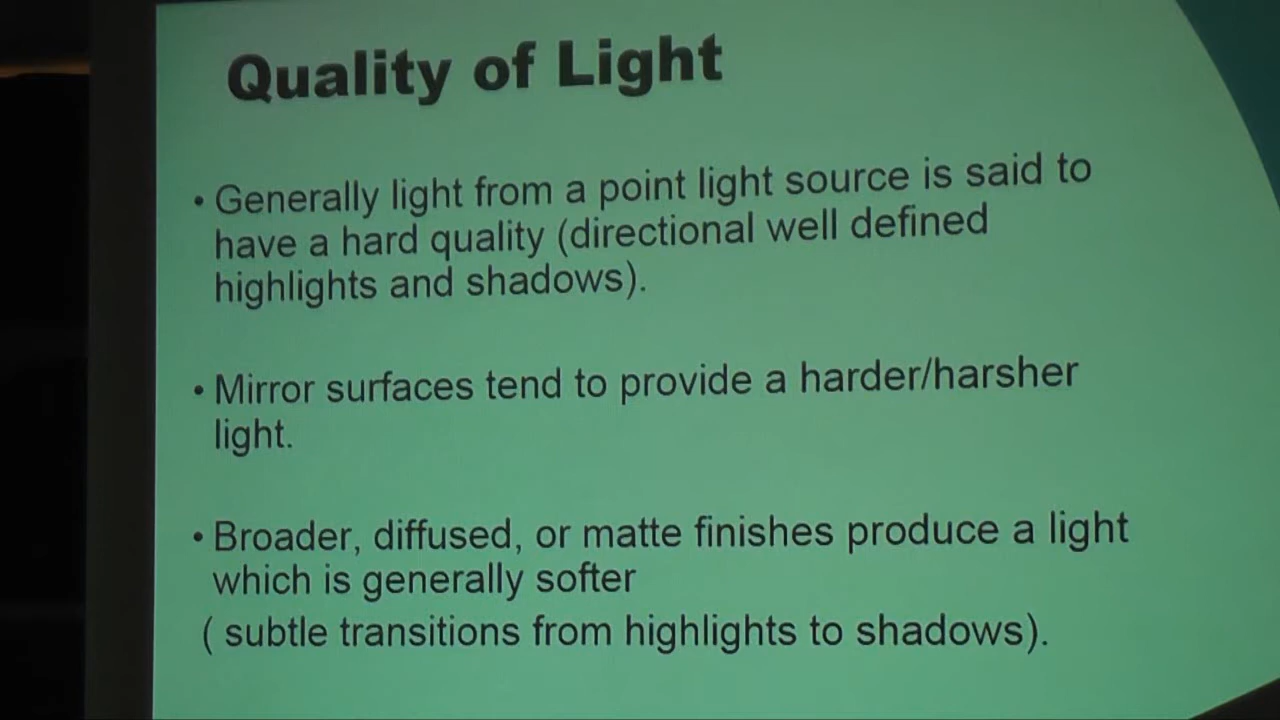 Quality of Light
• Generally light from a point light source is said to
have a hard quality (directional well defined
highlights and shadows).
• Mirror surfaces tend to provide a harder/harsher
light.
• Broader, diffused, or matte finishes produce a light
which is generally softer
( subtle transitions from highlights to shadows).